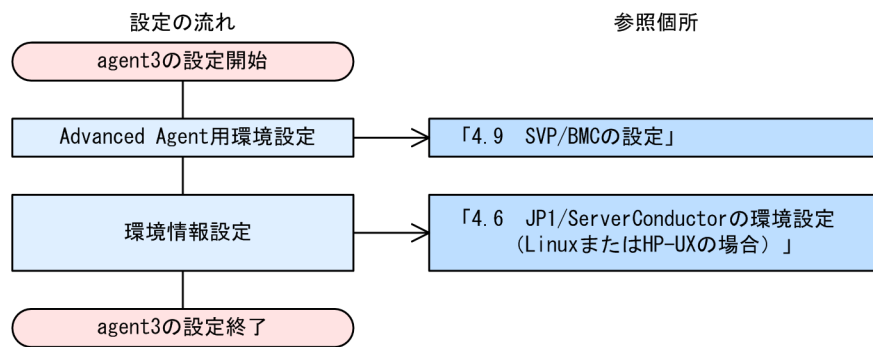 設定の流れ
参照個所
agent3の設定開始
Advanced Agent用環境設定
「4.9 SVP/BMCの設定」
環境情報設定
「4.6 JP1/ServerConductorの環境設定
（LinuxまたはHP-UXの場合）」
agent3の設定終了